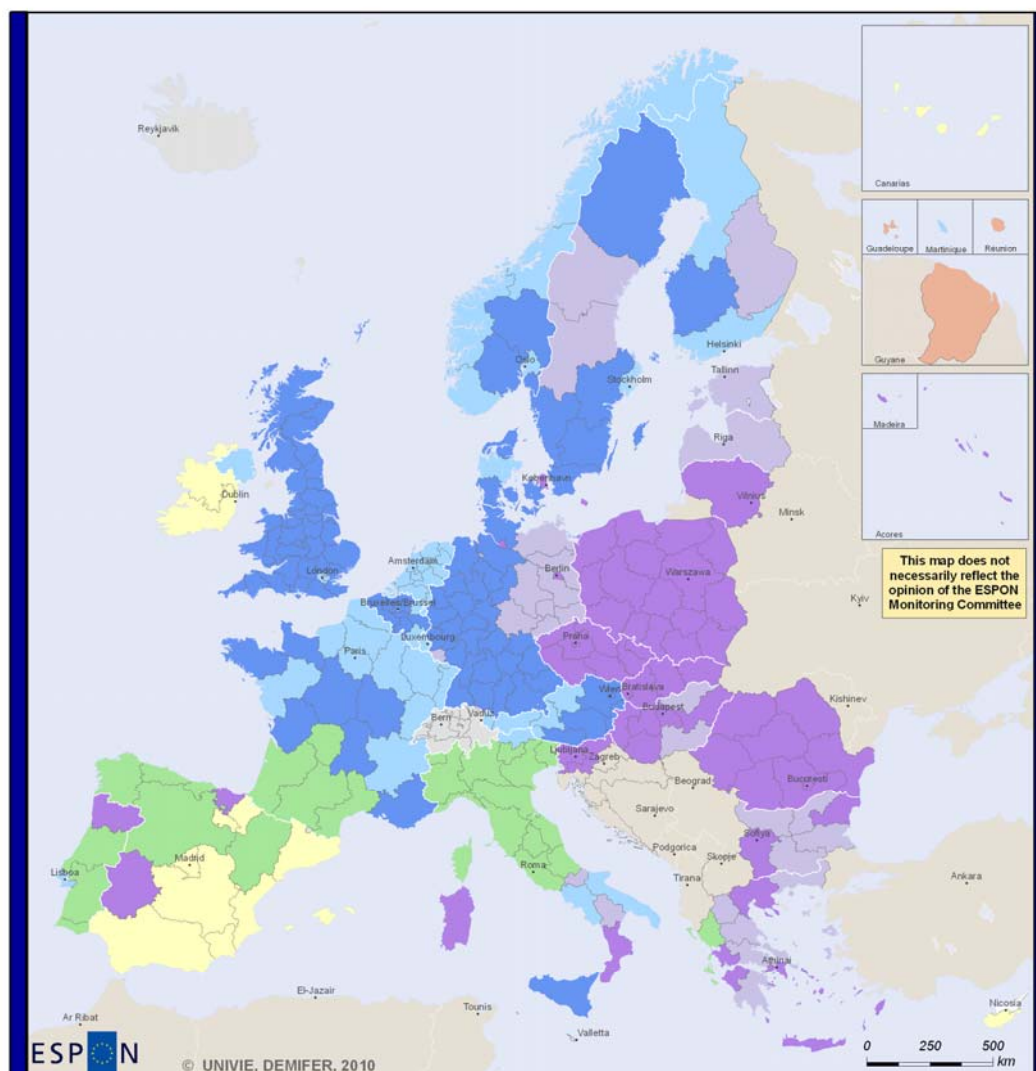 Reykjavik
Canarias
Guadeloupe
Martinique
Réunion
Guyane
Madeira
Acores
This map does not
necessarily reflect the
opinion of the ESPON
Monitoring Committee
Oslo
Helsinki
Tallinn
Stockholm
Riga
København
Vilnius
Minsk
Dublin
London
Amsterdam
Berlin
Warszawa
Kyiv
Bruxelles/Brussel
Luxembourg
Paris
Praha
Wien
Bratislava
Budapest
Kishinev
Bern
Vaduz
Ljubljana
Zagreb
Beograd
Bucuresti
Sarajevo
Sofiya
Podgorica
Skopje
Tirana
Roma
Madrid
Lisboa
Ankara
Athinai
Nicosia
El-Jazair
Tounis
Ar Ribat
Valletta
ESPON
© UNIVIE, DEMIFER, 2010
0 250 500
km